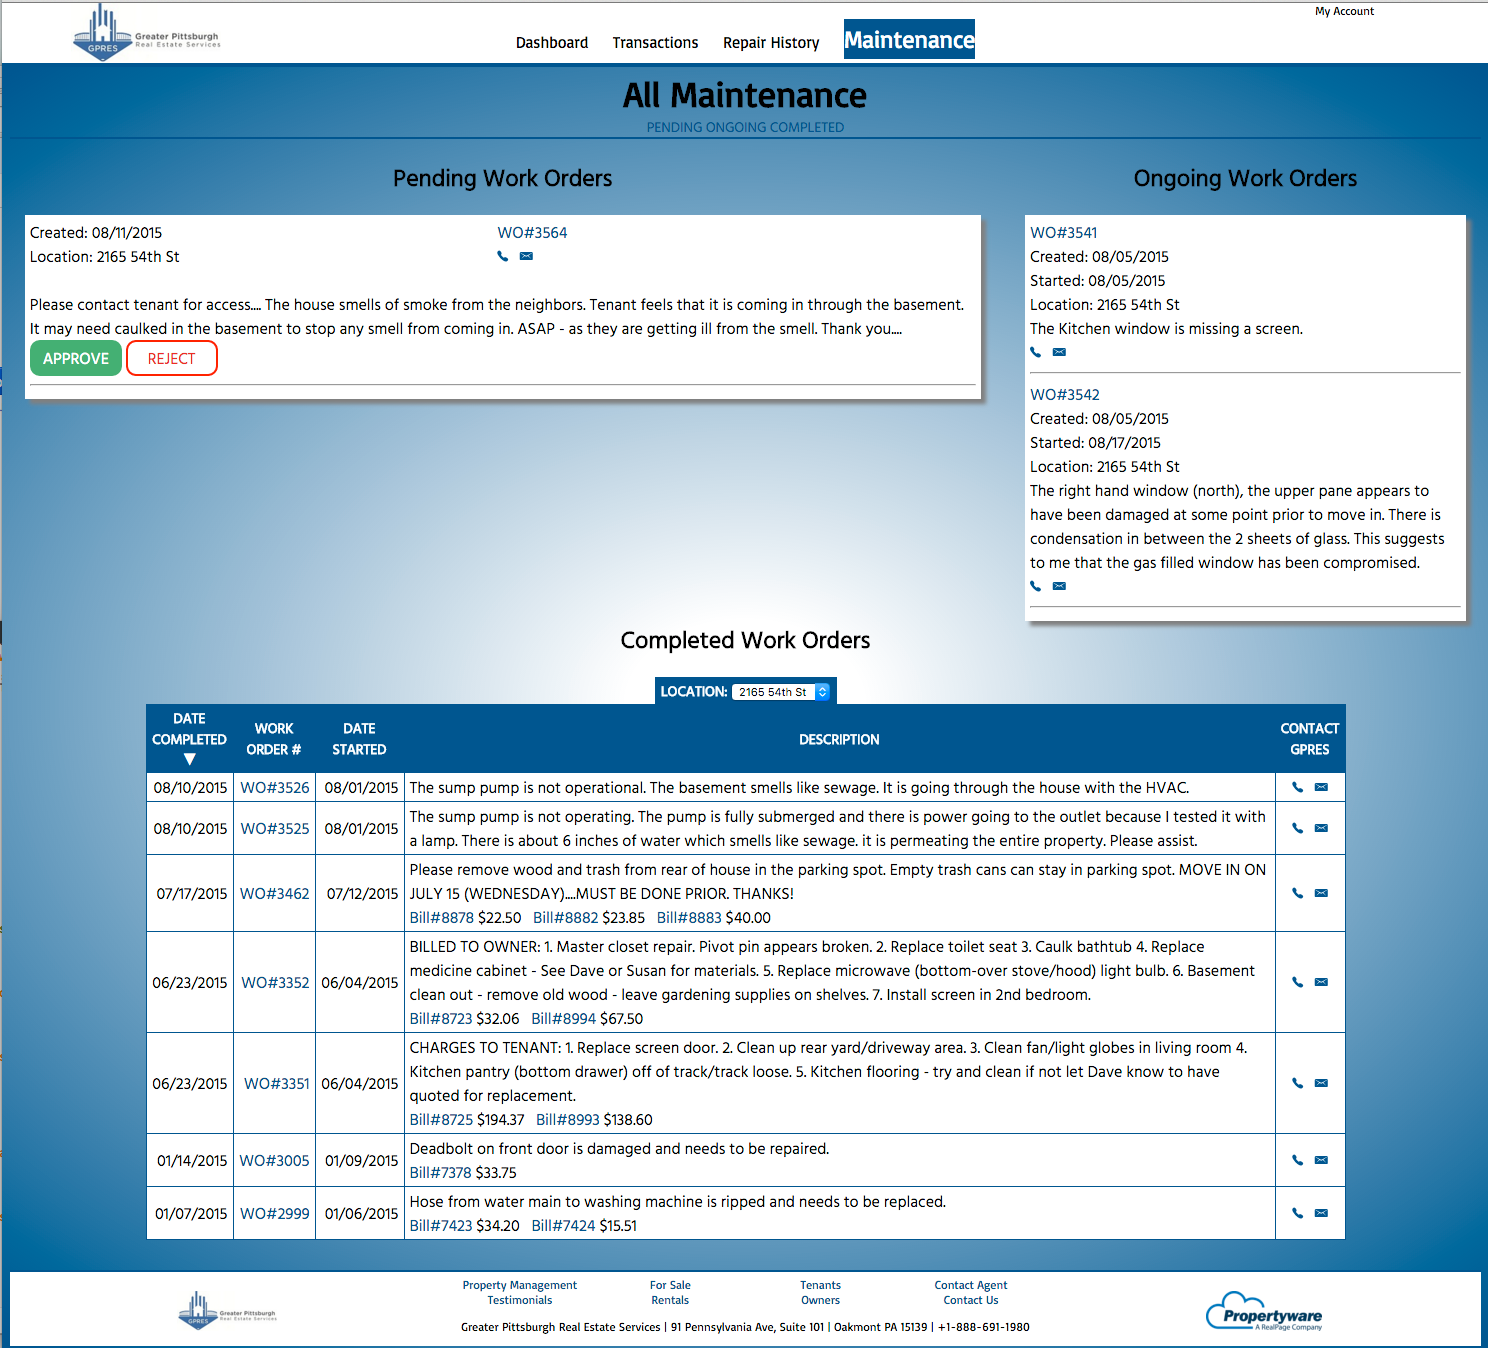 My Account
GPRES
Greater Pittsburgh
Real Estate Services
Dashboard Transactions Repair History Maintenance
All Maintenance
PENDING ONGOING COMPLETED
Pending Work Orders
Created: 08/11/2015 WO#3564
Location: 2165 54th St
Please contact tenant for access.... The house smells of smoke from the neighbors. Tenant feels that it is coming in through the basement.
It may need caulked in the basement to stop any smell from coming in. ASAP - as they are getting ill from the smell. Thank you....
APPROVE REJECT
Ongoing Work Orders
WO#3541
Created: 08/05/2015
Started: 08/05/2015
Location: 2165 54th St
The Kitchen window is missing a screen.
WO#3542
Created: 08/05/2015
Started: 08/17/2015
Location: 2165 54th St
The right hand window (north), the upper pane appears to
have been damaged at some point prior to move in. There is
condensation in between the 2 sheets of glass. This suggests
to me that the gas filled window has been compromised.
Completed Work Orders
LOCATION: 2165 54th St
DATE COMPLETED ▼ WORK ORDER # DATE STARTED DESCRIPTION CONTACT GPRES
08/10/2015 WO#3526 08/01/2015 The sump pump is not operational. The basement smells like sewage. It is going through the house with the HVAC.
08/10/2015 WO#3525 08/01/2015 The sump pump is not operating. The pump is fully submerged and there is power going to the outlet because I tested it with
a lamp. There is about 6 inches of water which smells like sewage. it is permeating the entire property. Please assist.
07/17/2015 WO#3462 07/12/2015 Please remove wood and trash from rear of house in the parking spot. Empty trash cans can stay in parking spot. MOVE IN ON
JULY 15 (WEDNESDAY)....MUST BE DONE PRIOR. THANKS!
Bill#8878 $22.50 Bill#8882 $23.85 Bill#8883 $40.00
06/23/2015 WO#3352 06/04/2015 BILLED TO OWNER: 1. Master closet repair. Pivot pin appears broken. 2. Replace toilet seat 3. Caulk bathtub 4. Replace
medicine cabinet - See Dave or Susan for materials. 5. Replace microwave (bottom-over stove/hood) light bulb. 6. Basement
clean out - remove old wood - leave gardening supplies on shelves. 7. Install screen in 2nd bedroom.
Bill#8723 $32.06 Bill#8994 $67.50
06/23/2015 WO#3351 06/04/2015 CHARGES TO TENANT: 1. Replace screen door. 2. Clean up rear yard/driveway area. 3. Clean fan/light globes in living room 4.
Kitchen pantry (bottom drawer) off of track/track loose. 5. Kitchen flooring - try and clean if not let Dave know to have
quoted for replacement.
Bill#8725 $194.37 Bill#8993 $138.60
01/14/2015 WO#3005 01/09/2015 Deadbolt on front door is damaged and needs to be repaired.
Bill#7378 $33.75
01/07/2015 WO#2999 01/06/2015 Hose from water main to washing machine is ripped and needs to be replaced.
Bill#7423 $34.20 Bill#7424 $15.51
GPRES
Greater Pittsburgh
Real Estate Services
Property Management For Sale Tenants Contact Agent
Testimonials Rentals Owners Contact Us
Greater Pittsburgh Real Estate Services | 91 Pennsylvania Ave, Suite 101 | Oakmont PA 15139 | +1-888-691-1980
Propertyware
A RealPage Company